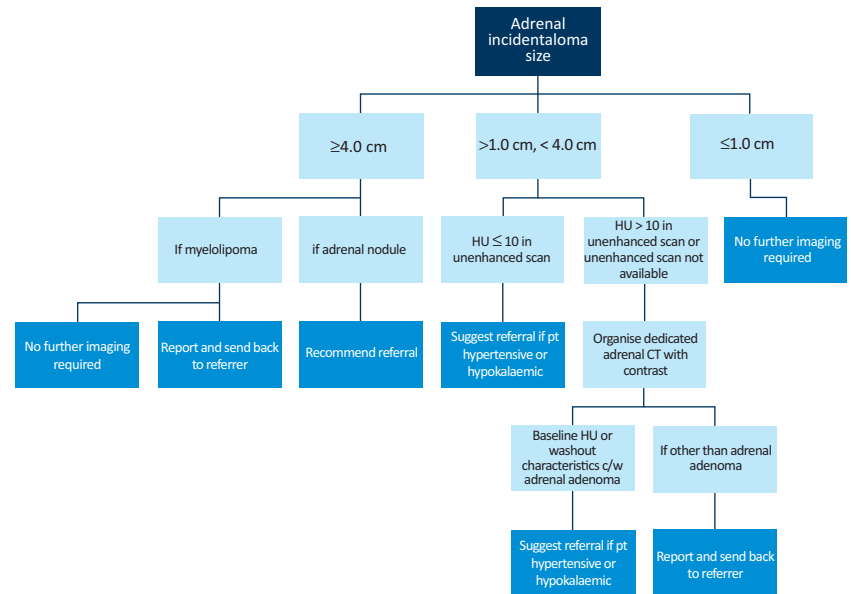 Adrenal
incidentaloma
size
≥4.0 cm
>1.0 cm, < 4.0 cm
≤1.0 cm
If myelolipoma
if adrenal nodule
HU ≤ 10 in
unenhanced scan
HU > 10 in
unenhanced scan or
unenhanced scan not
available
No further imaging
required
No further imaging
required
Report and send back
to referrer
Recommend referral
Suggest referral if pt
hypertensive or
hypokalaemic
Organise dedicated
adrenal CT with
contrast
Baseline HU or
washout
characteristics c/w
adrenal adenoma
If other than adrenal
adenoma
Suggest referral if pt
hypertensive or
hypokalaemic
Report and send back
to referrer